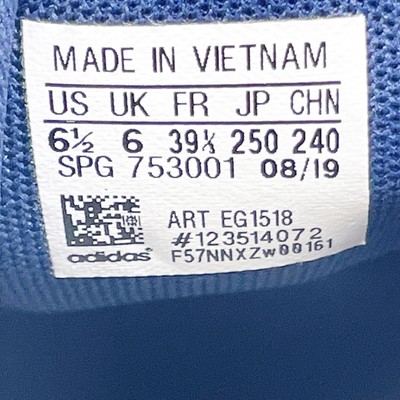 MADE IN VIETNAM
US UK FR JP CHN
6½ 6 39⅓ 250 240
SPG 753001 08/19
ART EG1518
#123514072
adidas F57NNXZw00161